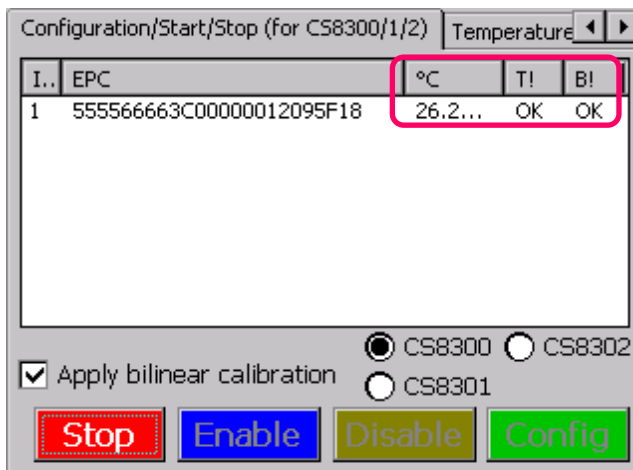 Configuration/Start/Stop (for CS8300/1/2) Temperature
I.. EPC °C T! B!
1 555566663C00000012095F18 26.2... OK OK
CS8300 CS8302
Apply bilinear calibration CS8301
Stop Enable Disable Config